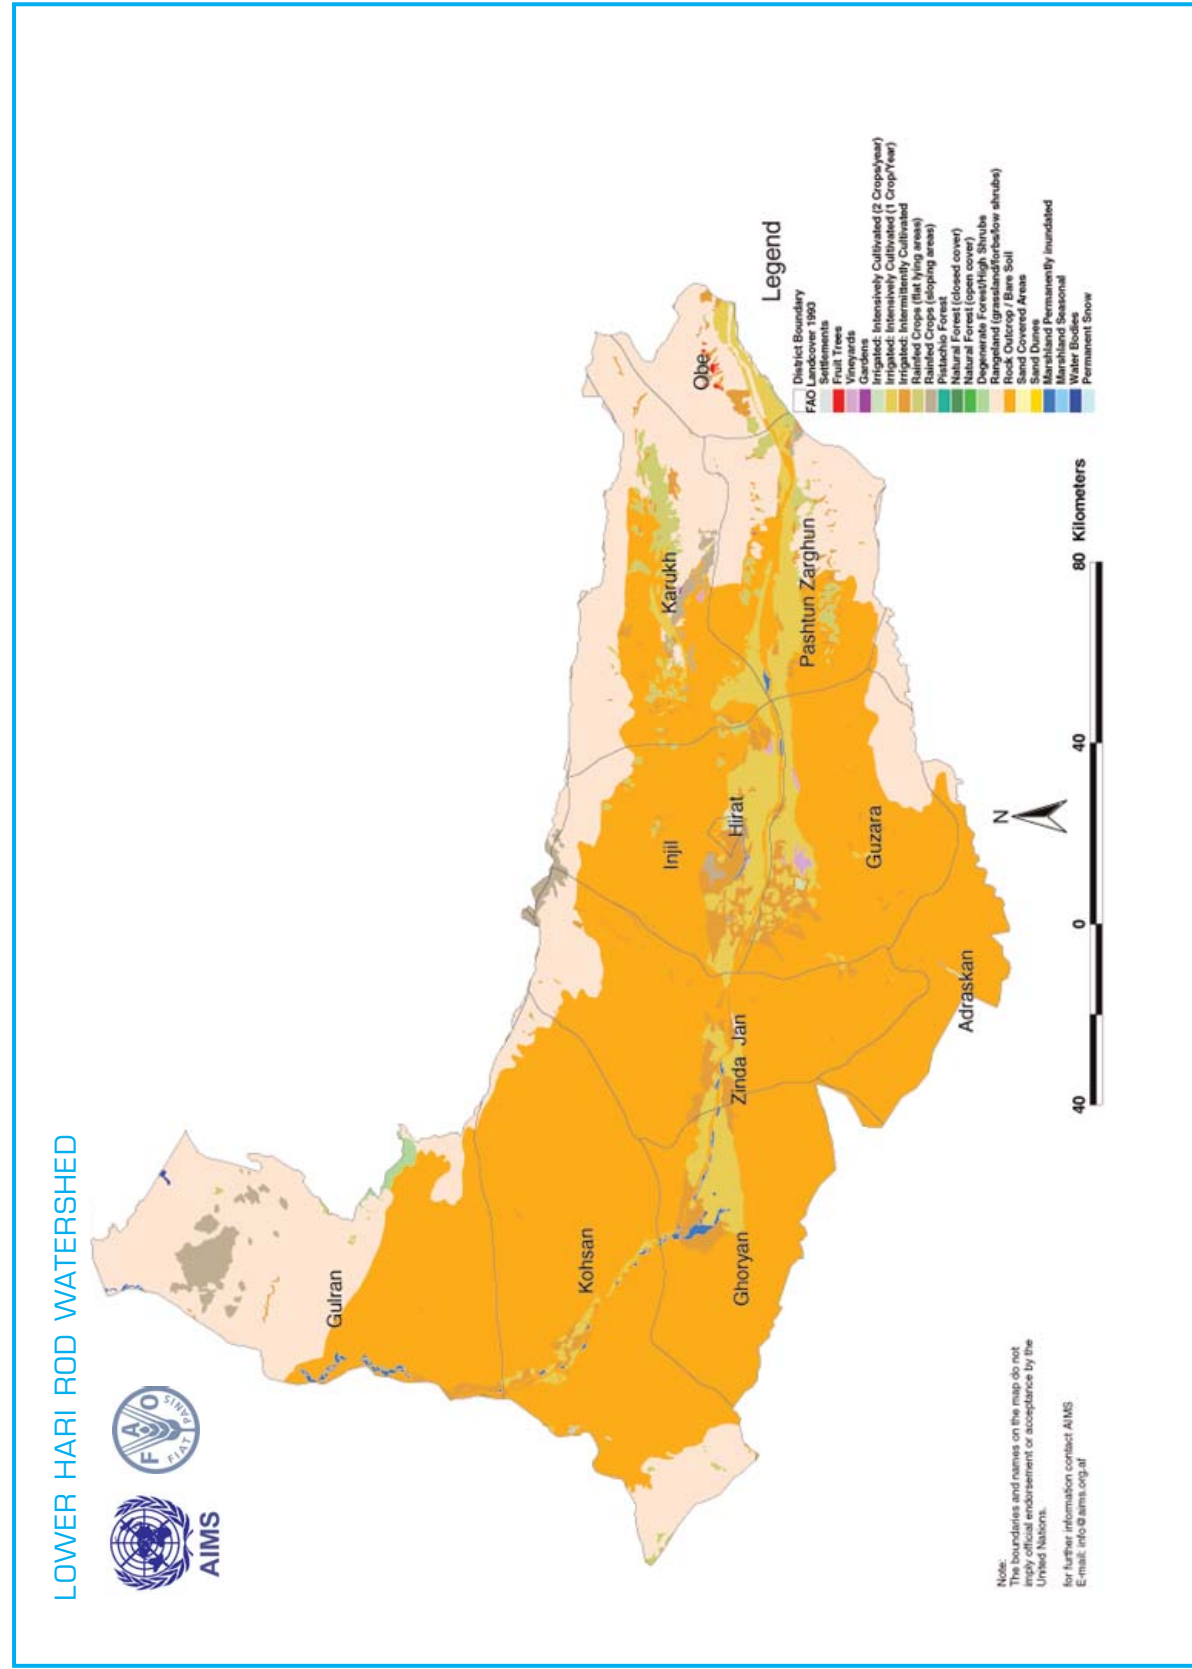 LOWER HARI ROD WATERSHED
AIMS
FAO
FIAT PANIS
Gulran
Kohsan
Ghoryan
Zinda Jan
Adraskan
Injil
Hirat
Guzara
Karukh
Pashtun Zarghun
Obe
Legend
District Boundary
FAO Landcover 1993
Settlements
Fruit Trees
Vineyards
Gardens
Irrigated: Intensively Cultivated (2 Crops/year)
Irrigated: Intensively Cultivated (1 Crop/Year)
Irrigated: Intermittently Cultivated
Rainfed Crops (flat lying areas)
Rainfed Crops (sloping areas)
Pistachio Forest
Natural Forest (closed cover)
Natural Forest (open cover)
Degenerate Forest/High Shrubs
Rangeland (grassland/forbs/low shrubs)
Rock Outcrop / Bare Soil
Sand Covered Areas
Sand Dunes
Marshland Permanently inundated
Marshland Seasonal
Water Bodies
Permanent Snow
N
40 0 40 80 Kilometers
Note:
The boundaries and names on the map do not
imply official endorsement or acceptance by the
United Nations.
for further information contact AIMS
E-mail: info@aims.org.af